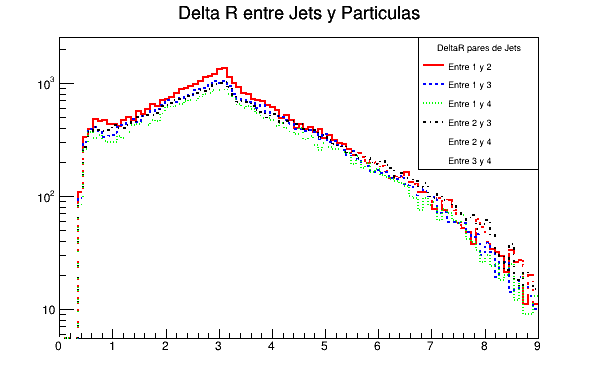 Delta R entre Jets y Particulas
DeltaR pares de Jets
Entre 1 y 2
Entre 1 y 3
Entre 1 y 4
Entre 2 y 3
Entre 2 y 4
Entre 3 y 4
10³
10²
10
0 1 2 3 4 5 6 7 8 9